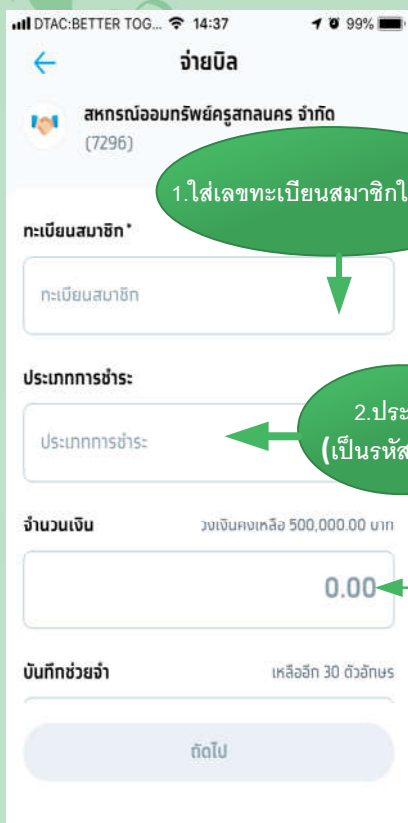 DTAC:BETTER TOG... 14:37 99%
จ่ายบิล
สหกรณ์ออมทรัพย์ครูสกลนคร จำกัด
(7296)
1.ใส่เลขทะเบียนสมาชิกใ
ทะเบียนสมาชิก*
ทะเบียนสมาชิก
ประเภทการชำระ
2.ประ
ประเภทการชำระ
(เป็นรหัส
จำนวนเงิน วงเงินคงเหลือ 500,000.00 บาท
0.00
บันทึกช่วยจำ เหลืออีก 30 ตัวอักษร
ถัดไป